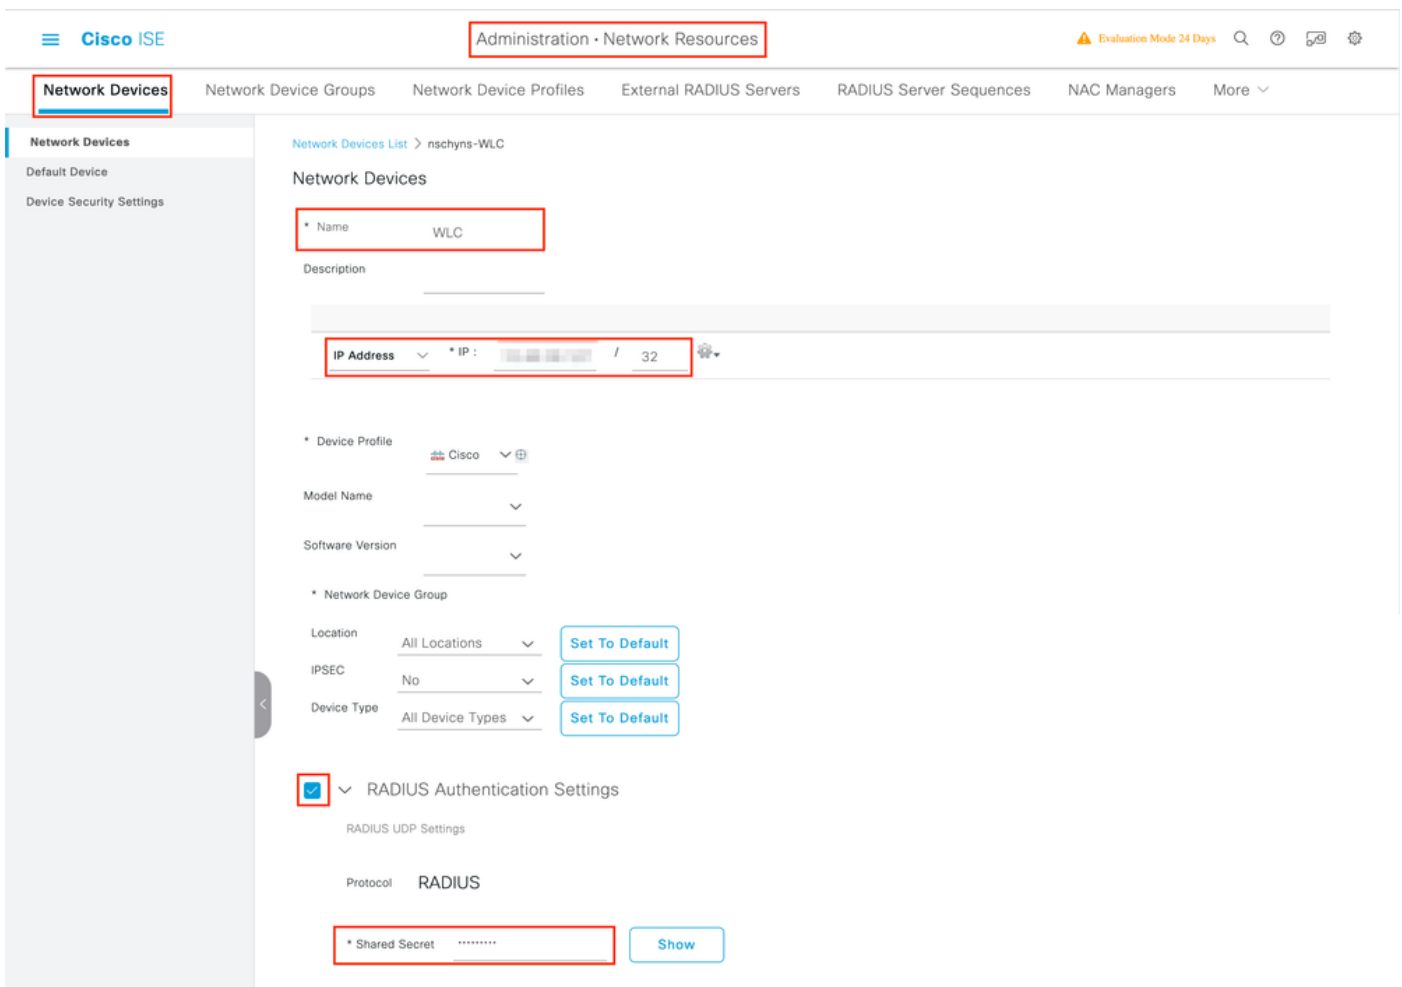 Cisco ISE
Administration · Network Resources
Evaluation Mode 24 Days
Network Devices
Network Device Groups
Network Device Profiles
External RADIUS Servers
RADIUS Server Sequences
NAC Managers
More
Network Devices
Default Device
Device Security Settings
Network Devices List > nschyns-WLC
Network Devices
* Name WLC
Description
IP Address * IP : / 32
* Device Profile
Cisco
Model Name
Software Version
* Network Device Group
Location All Locations Set To Default
IPSEC No Set To Default
Device Type All Device Types Set To Default
RADIUS Authentication Settings
RADIUS UDP Settings
Protocol RADIUS
* Shared Secret ········· Show